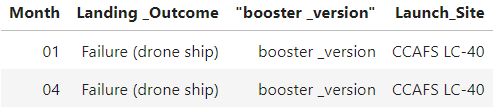 Month Landing _Outcome "booster _version" Launch_Site
01 Failure (drone ship) booster _version CCAFS LC-40
04 Failure (drone ship) booster _version CCAFS LC-40